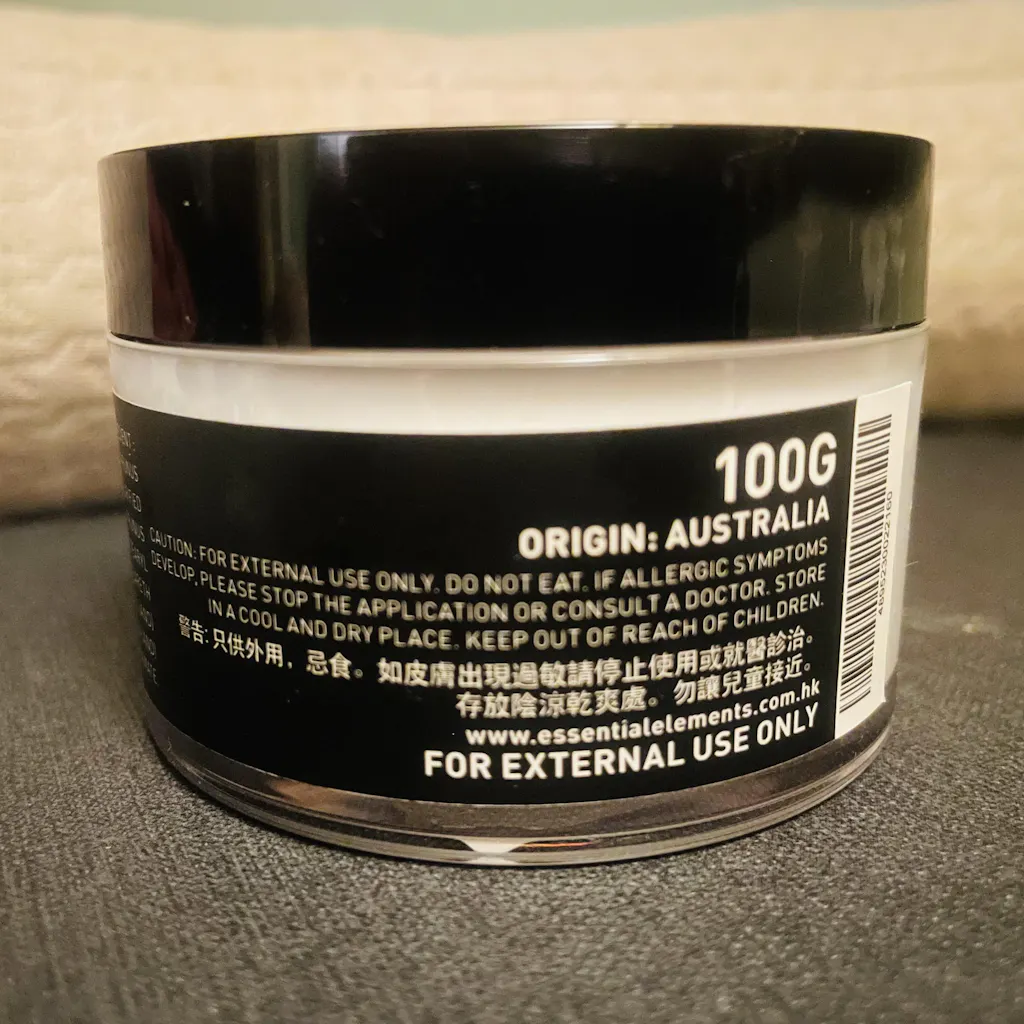 100G
ORIGIN: AUSTRALIA
CAUTION: FOR EXTERNAL USE ONLY. DO NOT EAT. IF ALLERGIC SYMPTOMS
DEVELOP, PLEASE STOP THE APPLICATION OR CONSULT A DOCTOR. STORE
IN A COOL AND DRY PLACE. KEEP OUT OF REACH OF CHILDREN.
警告: 只供外用，忌食。如皮膚出現過敏請停止使用或就醫診治。
存放陰涼乾爽處。勿讓兒童接近。
www.essentialelements.com.hk
FOR EXTERNAL USE ONLY